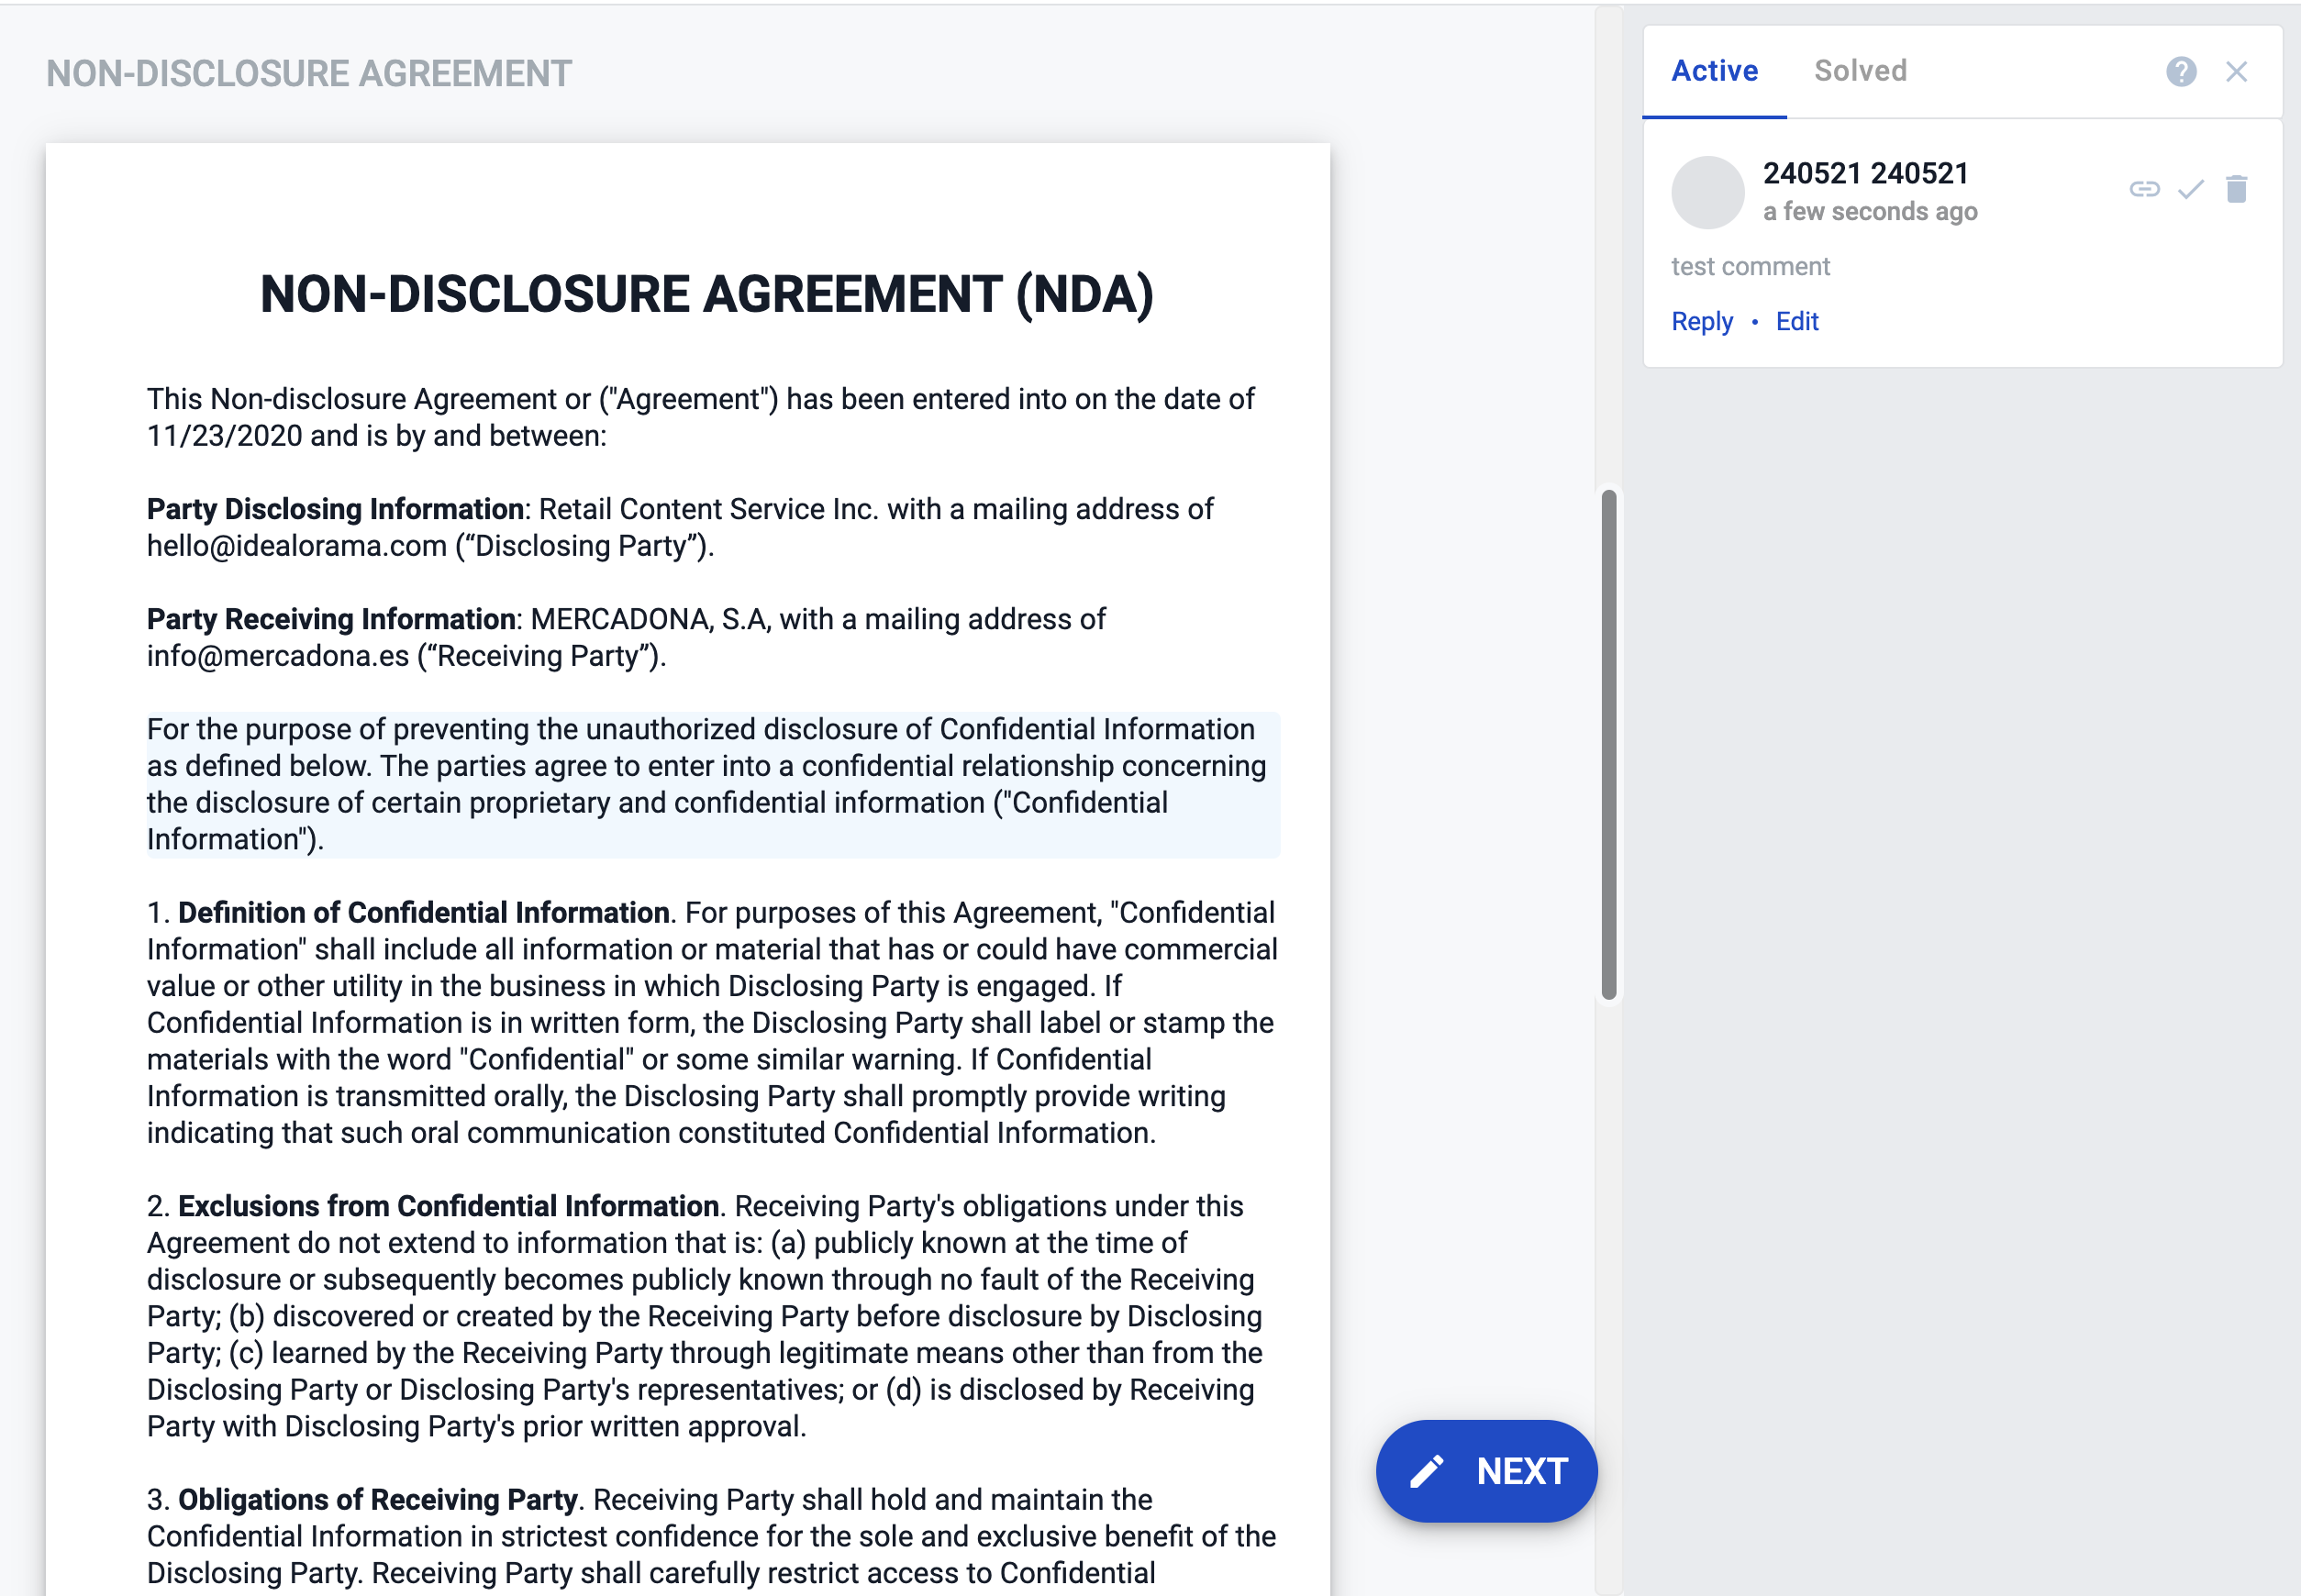 NON-DISCLOSURE AGREEMENT
NON-DISCLOSURE AGREEMENT (NDA)
This Non-disclosure Agreement or ("Agreement") has been entered into on the date of
11/23/2020 and is by and between:
Party Disclosing Information: Retail Content Service Inc. with a mailing address of
hello@idealorama.com (“Disclosing Party”).
Party Receiving Information: MERCADONA, S.A, with a mailing address of
info@mercadona.es (“Receiving Party”).
For the purpose of preventing the unauthorized disclosure of Confidential Information
as defined below. The parties agree to enter into a confidential relationship concerning
the disclosure of certain proprietary and confidential information ("Confidential
Information").
1. Definition of Confidential Information. For purposes of this Agreement, "Confidential
Information" shall include all information or material that has or could have commercial
value or other utility in the business in which Disclosing Party is engaged. If
Confidential Information is in written form, the Disclosing Party shall label or stamp the
materials with the word "Confidential" or some similar warning. If Confidential
Information is transmitted orally, the Disclosing Party shall promptly provide writing
indicating that such oral communication constituted Confidential Information.
2. Exclusions from Confidential Information. Receiving Party's obligations under this
Agreement do not extend to information that is: (a) publicly known at the time of
disclosure or subsequently becomes publicly known through no fault of the Receiving
Party; (b) discovered or created by the Receiving Party before disclosure by Disclosing
Party; (c) learned by the Receiving Party through legitimate means other than from the
Disclosing Party or Disclosing Party's representatives; or (d) is disclosed by Receiving
Party with Disclosing Party's prior written approval.
3. Obligations of Receiving Party. Receiving Party shall hold and maintain the
Confidential Information in strictest confidence for the sole and exclusive benefit of the
Disclosing Party. Receiving Party shall carefully restrict access to Confidential
NEXT
Active Solved
240521 240521
a few seconds ago
test comment
Reply • Edit